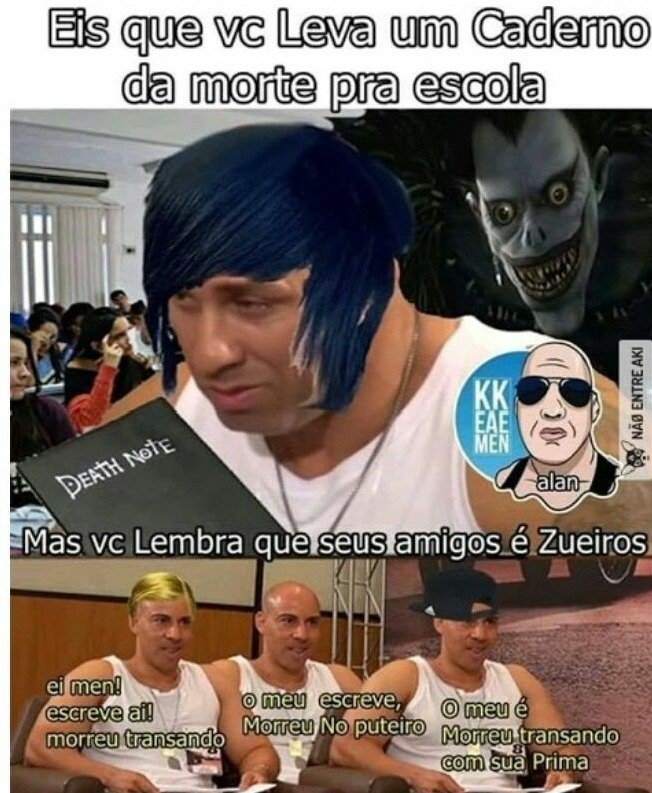 Eis que vc Leva um Caderno
da morte pra escola
NÃO ENTRE AKI
KK
EAE
MEN
alan
DEATH NOTE
Mas vc Lembra que seus amigos é Zueiros
ei men!
escreve ai!
morreu transando
o meu escreve,
Morreu No puteiro
O meu é
Morreu transando
com sua Prima